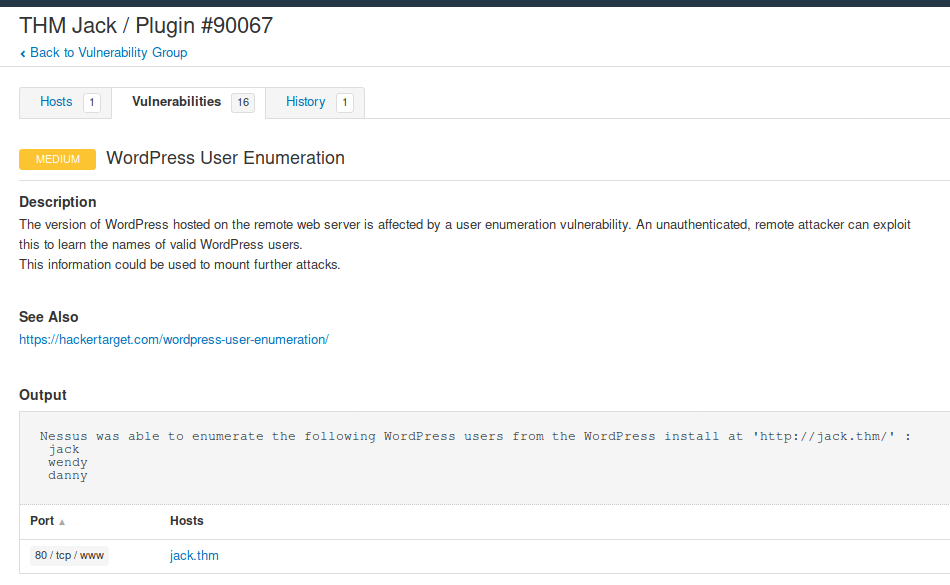 THM Jack / Plugin #90067
‹ Back to Vulnerability Group
Hosts 1 Vulnerabilities 16 History 1
MEDIUM WordPress User Enumeration
Description
The version of WordPress hosted on the remote web server is affected by a user enumeration vulnerability. An unauthenticated, remote attacker can exploit
this to learn the names of valid WordPress users.
This information could be used to mount further attacks.
See Also
https://hackertarget.com/wordpress-user-enumeration/
Output
Nessus was able to enumerate the following WordPress users from the WordPress install at 'http://jack.thm/' :
jack
wendy
danny
Port ▲ Hosts
80 / tcp / www jack.thm